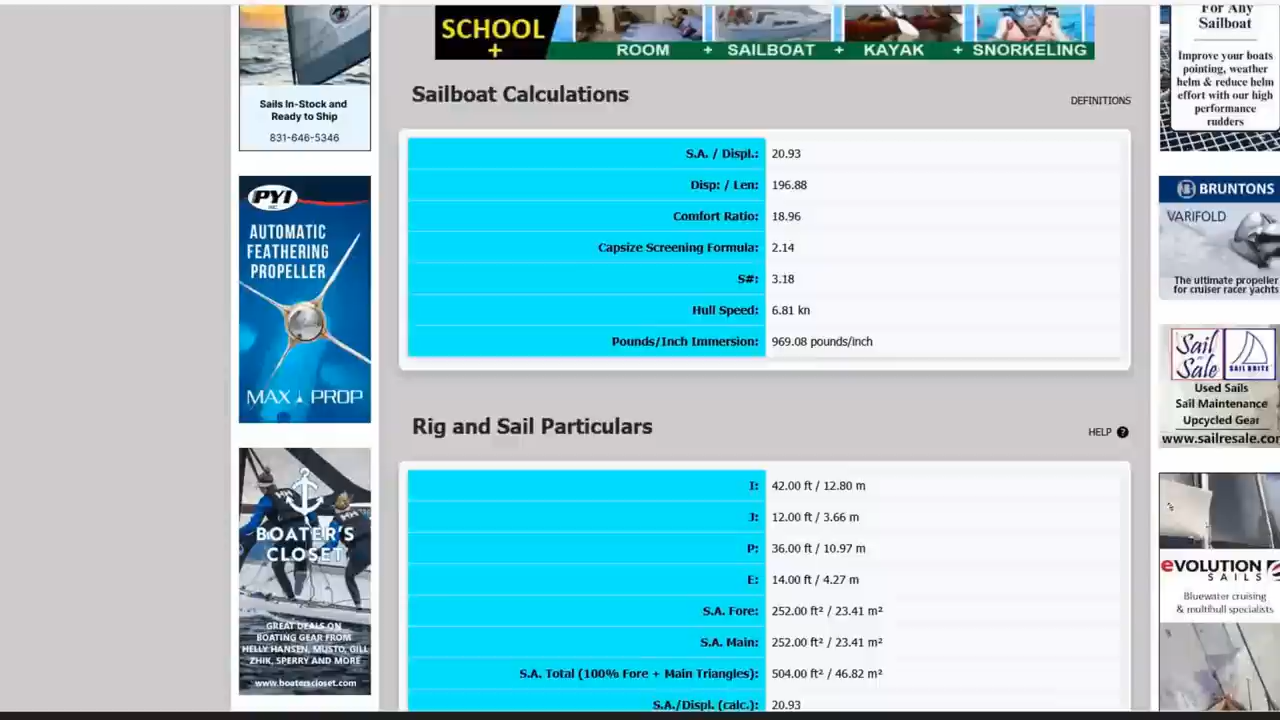 SCHOOL
+
ROOM + SAILBOAT + KAYAK + SNORKELING
Sails In-Stock and
Ready to Ship
831-646-5346
PYI
AUTOMATIC
FEATHERING
PROPELLER
MAX PROP
BOATER'S
CLOSET
GREAT DEALS ON
BOATING GEAR FROM
HELLY HANSEN, MUSTO, GILL
ZHIK, SPERRY AND MORE
www.boaterscloset.com
Sailboat Calculations
DEFINITIONS
S.A. / Displ.: 20.93
Disp: / Len: 196.88
Comfort Ratio: 18.96
Capsize Screening Formula: 2.14
S#: 3.18
Hull Speed: 6.81 kn
Pounds/Inch Immersion: 969.08 pounds/inch
Rig and Sail Particulars
HELP ?
I: 42.00 ft / 12.80 m
J: 12.00 ft / 3.66 m
P: 36.00 ft / 10.97 m
E: 14.00 ft / 4.27 m
S.A. Fore: 252.00 ft² / 23.41 m²
S.A. Main: 252.00 ft² / 23.41 m²
S.A. Total (100% Fore + Main Triangles): 504.00 ft² / 46.82 m²
S.A./Displ. (calc.): 20.93
For Any
Sailboat
Improve your boats
pointing, weather
helm & reduce helm
effort with our high
performance
rudders
BRUNTONS
VARIFOLD
The ultimate propeller
for cruiser racer yachts
Sail
Sale
SAILRITE
Used Sails
Sail Maintenance
Upcycled Gear
www.sailresale.com
eVOLUTION
SAILS
Bluewater cruising
& multihull specialists